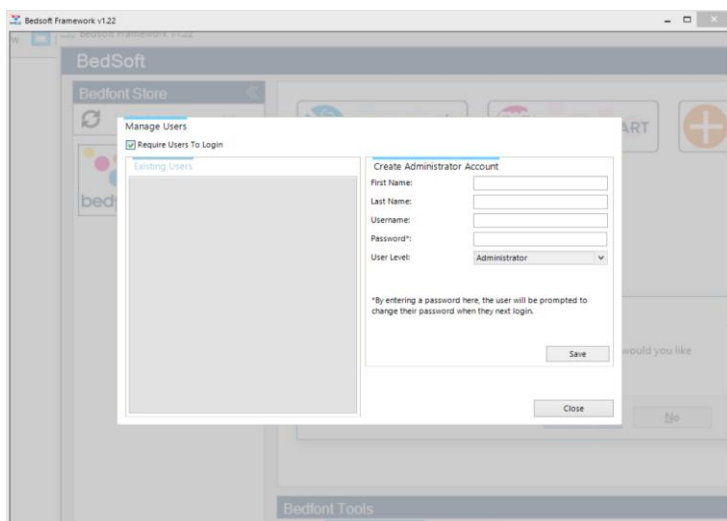 Bedsoft Framework v1.22
Bedsoft Framework v1.22
BedSoft
Bedfont Store
ART
Manage Users
Require Users To Login
Existing Users
Create Administrator Account
First Name:
Last Name:
Username:
Password*:
User Level:
Administrator
*By entering a password here, the user will be prompted to
change their password when they next login.
Save
Close
bed
would you like
No
Bedfont Tools